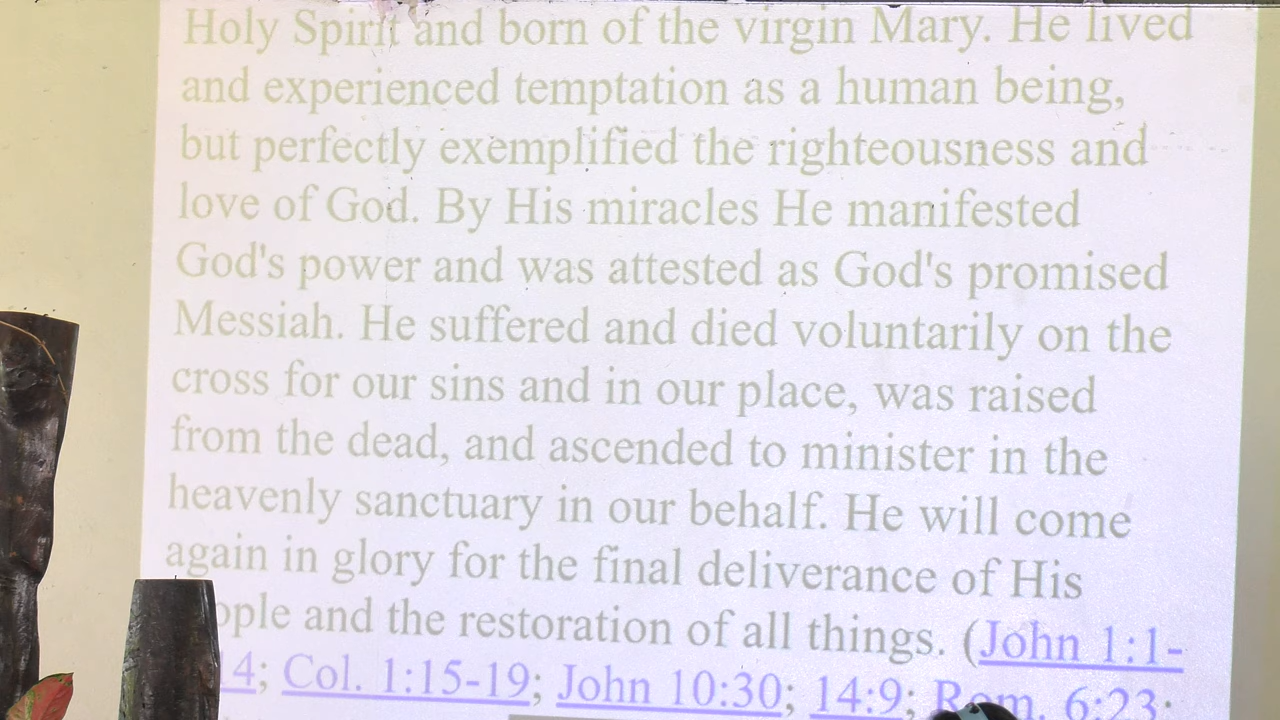 Holy Spirit and born of the virgin Mary. He lived
and experienced temptation as a human being,
but perfectly exemplified the righteousness and
love of God. By His miracles He manifested
God's power and was attested as God's promised
Messiah. He suffered and died voluntarily on the
cross for our sins and in our place, was raised
from the dead, and ascended to minister in the
heavenly sanctuary in our behalf. He will come
again in glory for the final deliverance of His
ople and the restoration of all things. (John 1:1-
14; Col. 1:15-19; John 10:30; 14:9; Rom. 6:23;